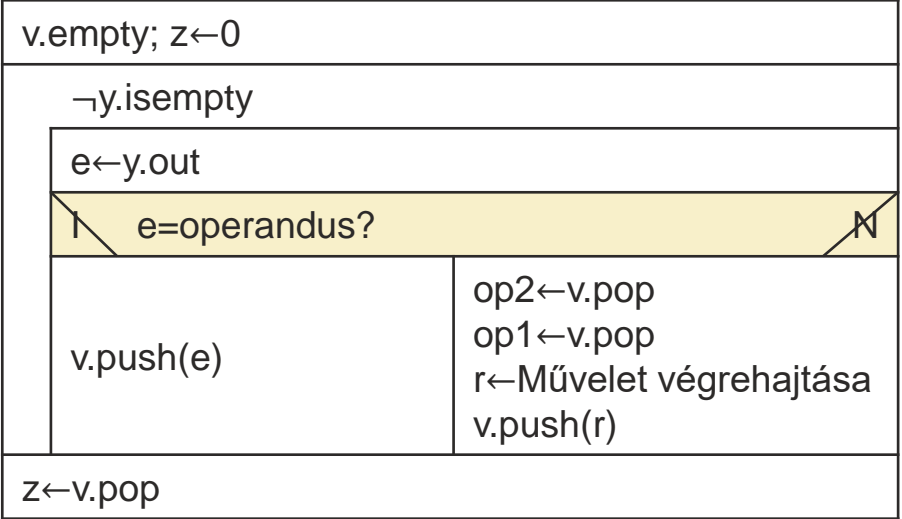 v.empty; z←0
¬y.isempty
e←y.out
I e=operandus? N
v.push(e)
op2←v.pop
op1←v.pop
r←Művelet végrehajtása
v.push(r)
z←v.pop